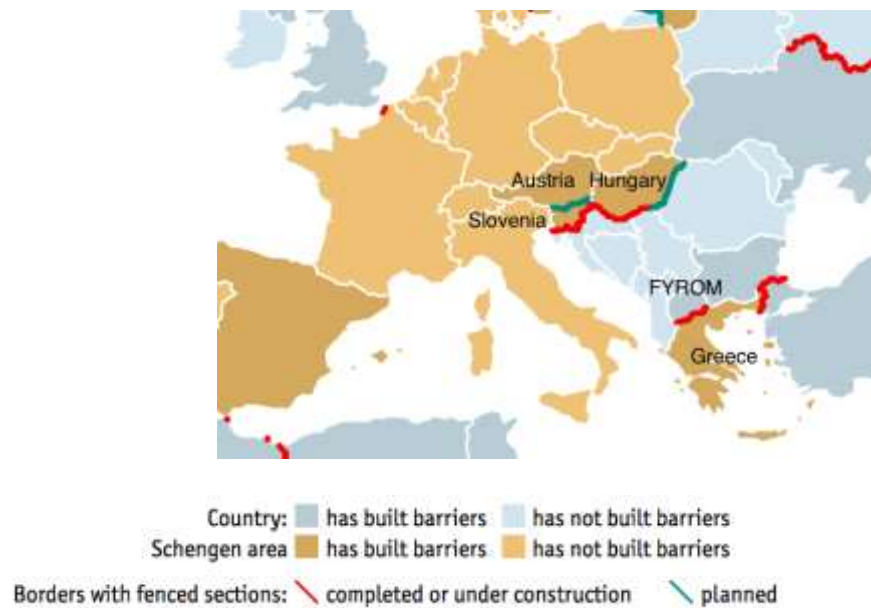 Austria Hungary
Slovenia
FYROM
Greece
Country: has built barriers has not built barriers
Schengen area has built barriers has not built barriers
Borders with fenced sections: completed or under construction planned